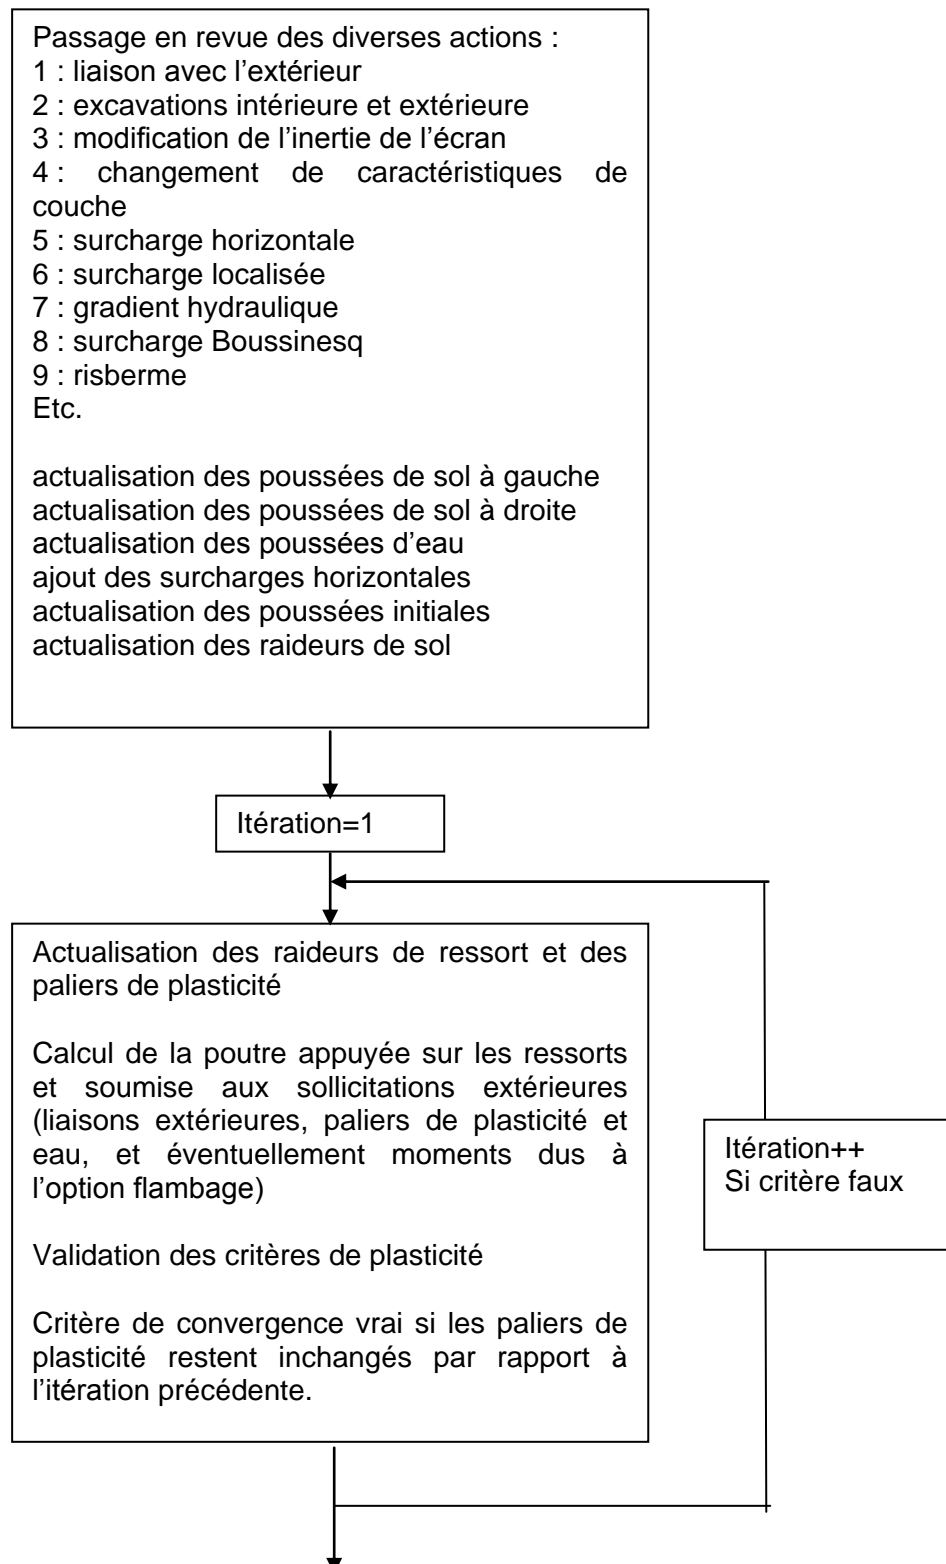 Passage en revue des diverses actions :
1 : liaison avec l’extérieur
2 : excavations intérieure et extérieure
3 : modification de l’inertie de l’écran
4 : changement de caractéristiques de
couche
5 : surcharge horizontale
6 : surcharge localisée
7 : gradient hydraulique
8 : surcharge Boussinesq
9 : risberme
Etc.
actualisation des poussées de sol à gauche
actualisation des poussées de sol à droite
actualisation des poussées d’eau
ajout des surcharges horizontales
actualisation des poussées initiales
actualisation des raideurs de sol
Itération=1
Actualisation des raideurs de ressort et des
paliers de plasticité
Calcul de la poutre appuyée sur les ressorts
et soumise aux sollicitations extérieures
(liaisons extérieures, paliers de plasticité et
eau, et éventuellement moments dus à
l’option flambage)
Validation des critères de plasticité
Critère de convergence vrai si les paliers de
plasticité restent inchangés par rapport à
l’itération précédente.
Itération++
Si critère faux